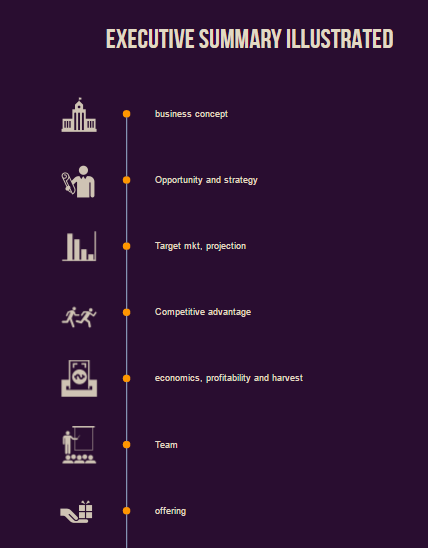 EXECUTIVE SUMMARY ILLUSTRATED
business concept
Opportunity and strategy
Target mkt, projection
Competitive advantage
economics, profitability and harvest
Team
offering